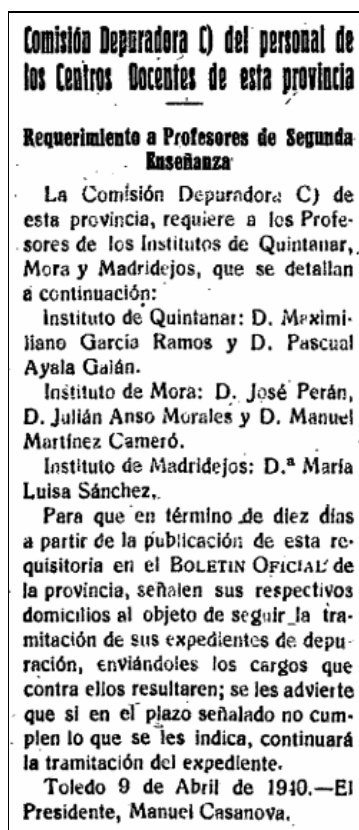 Comisión Depuradora C) del personal de
los Centros Docentes de esta provincia
Requerimiento a Profesores de Segunda
Enseñanza
La Comisión Depuradora C) de
esta provincia, requiere a los Profe-
sores de los Institutos de Quintanar,
Mora y Madridejos, que se detallan
a continuación:
Instituto de Quintanar: D. Maximi-
liano García Ramos y D. Pascual
Ayala Galán.
Instituto de Mora: D. José Perán,
D. Julián Anso Morales y D. Manuel
Martínez Cameró.
Instituto de Madridejos: D.ª María
Luisa Sánchez.
Para que en término de diez días
a partir de la publicación de esta re-
quisitoria en el BOLETIN OFICIAL de
la provincia, señalen sus respectivos
domicilios al objeto de seguir la tra-
mitación de sus expedientes de depu-
ración, enviándoles los cargos que
contra ellos resultaren; se les advierte
que si en el plazo señalado no cum-
plen lo que se les indica, continuará
la tramitación del expediente.
Toledo 9 de Abril de 1940.—El
Presidente, Manuel Casanova.